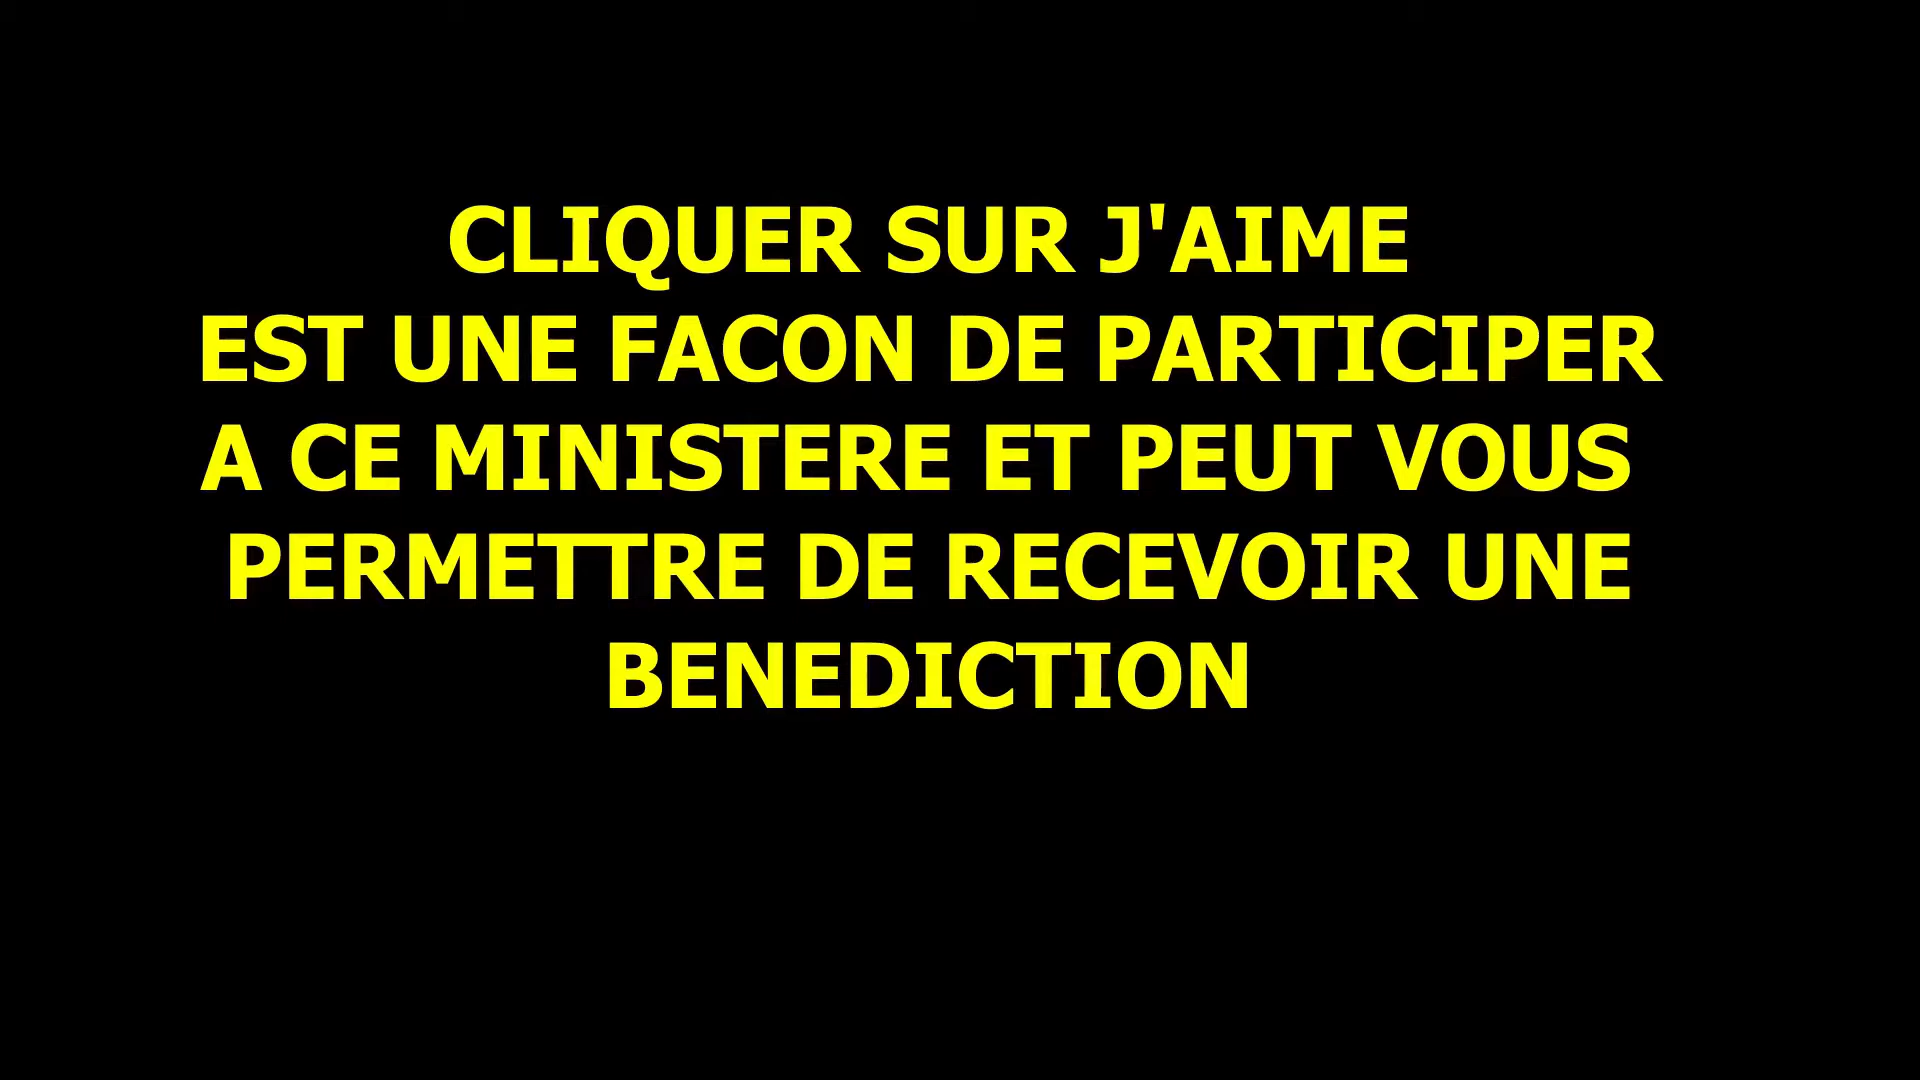 CLIQUER SUR J'AIME
EST UNE FACON DE PARTICIPER
A CE MINISTERE ET PEUT VOUS
PERMETTRE DE RECEVOIR UNE
BENEDICTION